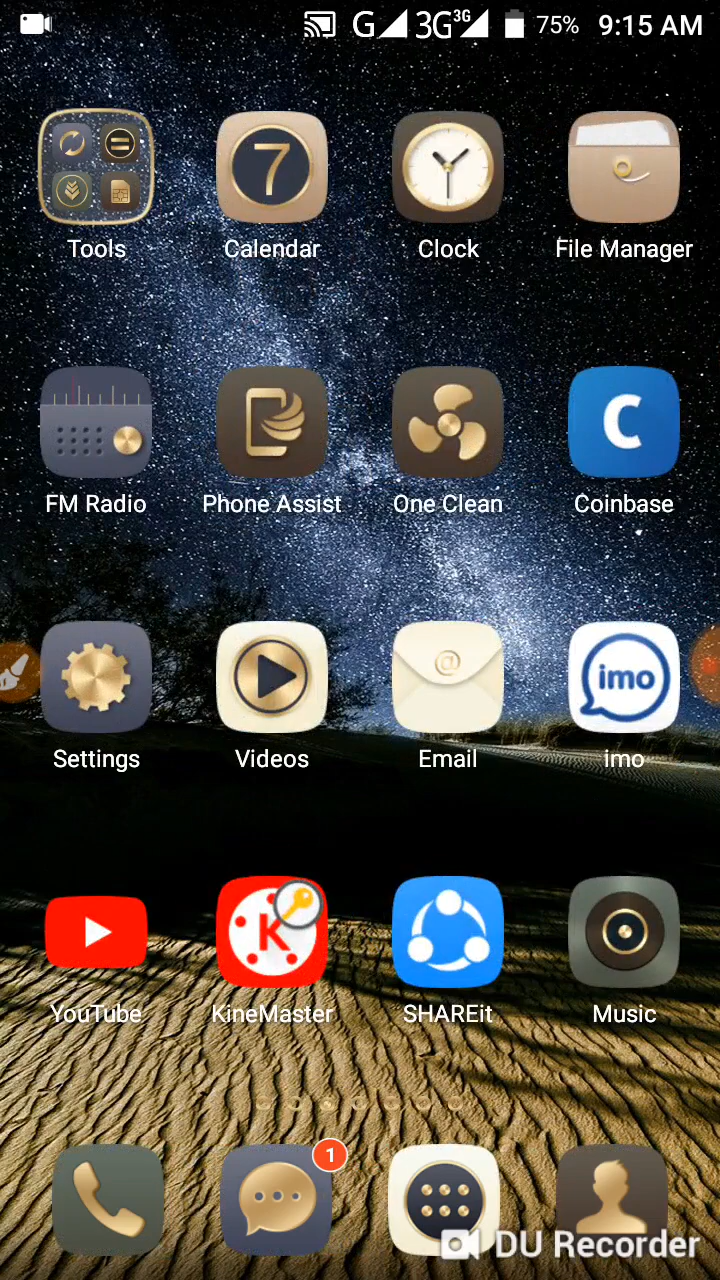 G 3G 3G 75% 9:15 AM
7
Tools Calendar Clock File Manager
C
FM Radio Phone Assist One Clean Coinbase
@ imo
Settings Videos Email imo
K
YouTube KineMaster SHAREit Music
1
DU Recorder